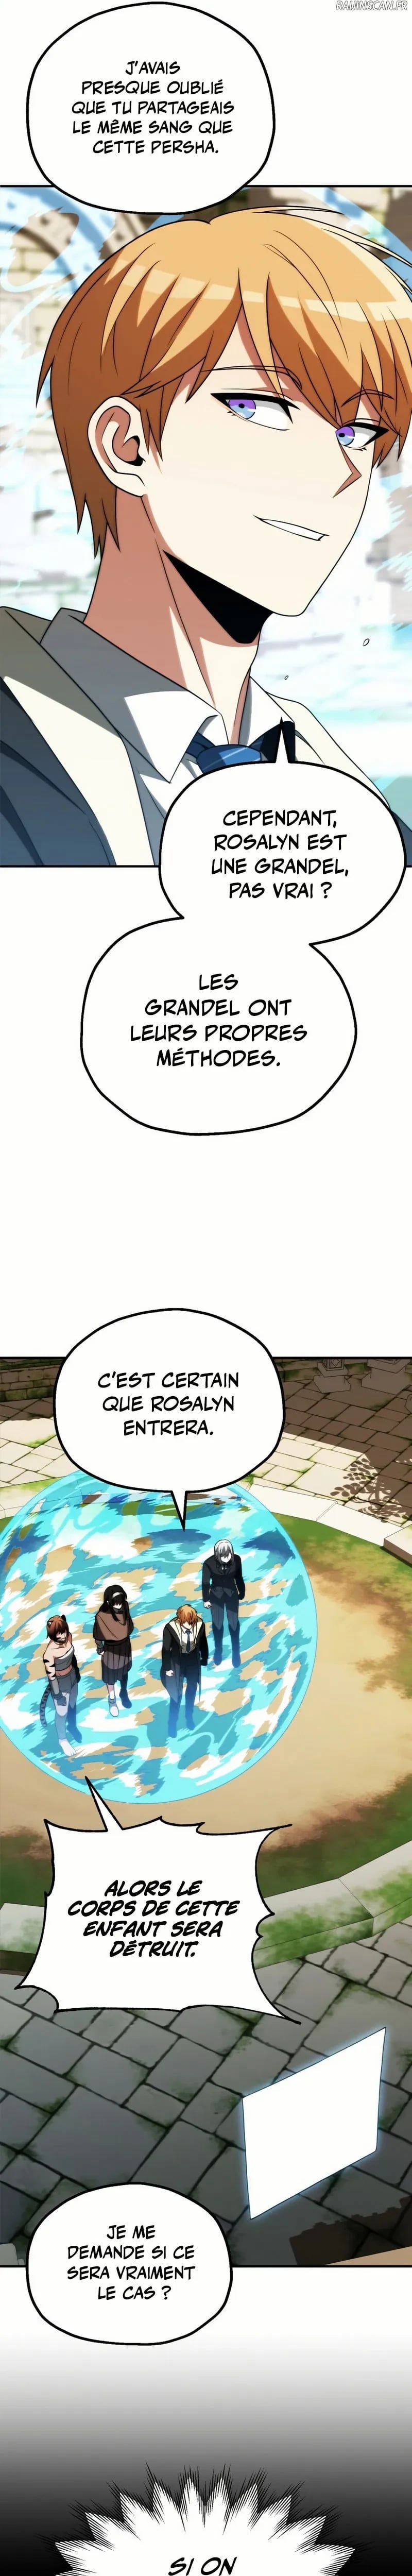 RAIJINSCAN.FR
J'AVAIS
PRESQUE OUBLIÉ
QUE TU PARTAGEAIS
LE MÊME SANG QUE
CETTE PERSHA.
CEPENDANT,
ROSALYN EST
UNE GRANDEL,
PAS VRAI ?
LES
GRANDEL ONT
LEURS PROPRES
MÉTHODES.
C'EST CERTAIN
QUE ROSALYN
ENTRERA.
ALORS LE
CORPS DE CETTE
ENFANT SERA
DÉTRUIT.
JE ME
DEMANDE SI CE
SERA VRAIMENT
LE CAS ?
SI ON